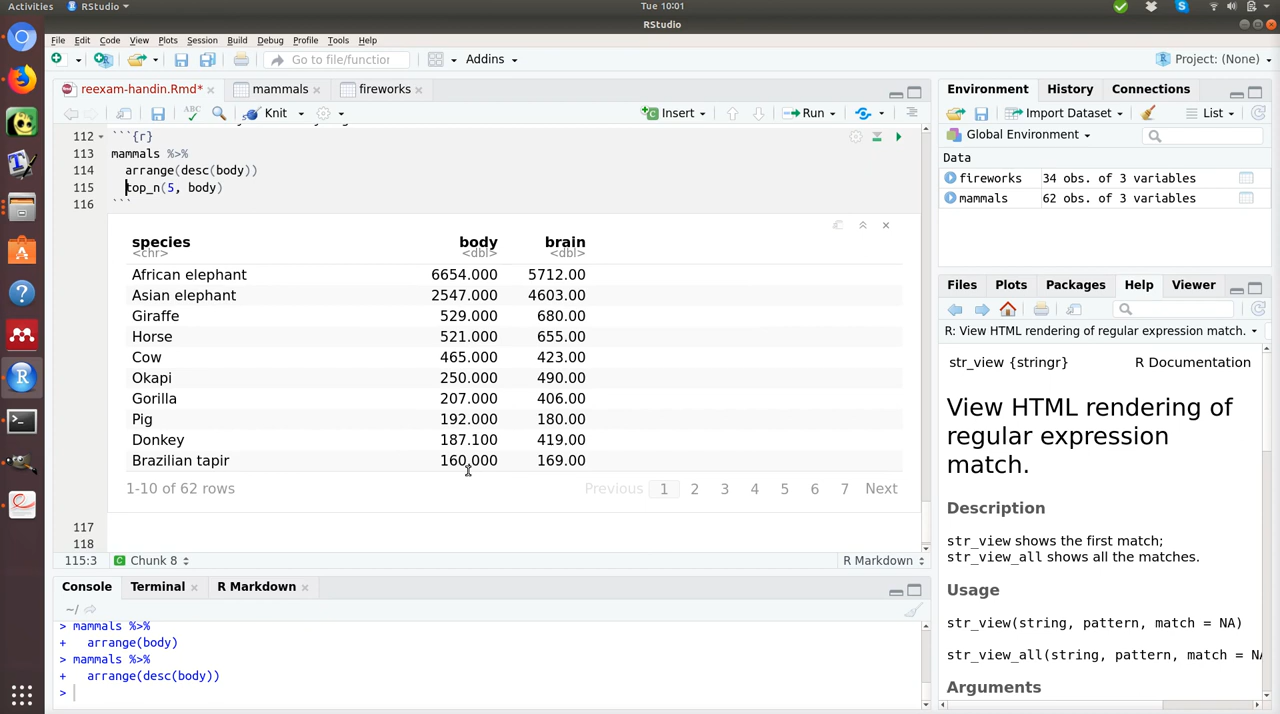 Activities RStudio Tue 10:01
RStudio
File Edit Code View Plots Session Build Debug Profile Tools Help
Go to file/function Addins Project: (None)
reexam-handin.Rmd* mammals fireworks
Knit Insert Run
112 ```{r}
113 mammals %>%
114 arrange(desc(body))
115 top_n(5, body)
116 ```
species body brain
<chr> <dbl> <dbl>
African elephant 6654.000 5712.00
Asian elephant 2547.000 4603.00
Giraffe 529.000 680.00
Horse 521.000 655.00
Cow 465.000 423.00
Okapi 250.000 490.00
Gorilla 207.000 406.00
Pig 192.000 180.00
Donkey 187.100 419.00
Brazilian tapir 160.000 169.00
1-10 of 62 rows Previous 1 2 3 4 5 6 7 Next
117
118
115:3 Chunk 8 R Markdown
Console Terminal R Markdown
~/
> mammals %>%
+ arrange(body)
> mammals %>%
+ arrange(desc(body))
>
Environment History Connections
Import Dataset List
Global Environment
Data
fireworks 34 obs. of 3 variables
mammals 62 obs. of 3 variables
Files Plots Packages Help Viewer
R: View HTML rendering of regular expression match.
str_view {stringr} R Documentation
View HTML rendering of
regular expression
match.
Description
str_view shows the first match;
str_view_all shows all the matches.
Usage
str_view(string, pattern, match = NA)
str_view_all(string, pattern, match = NA
Arguments